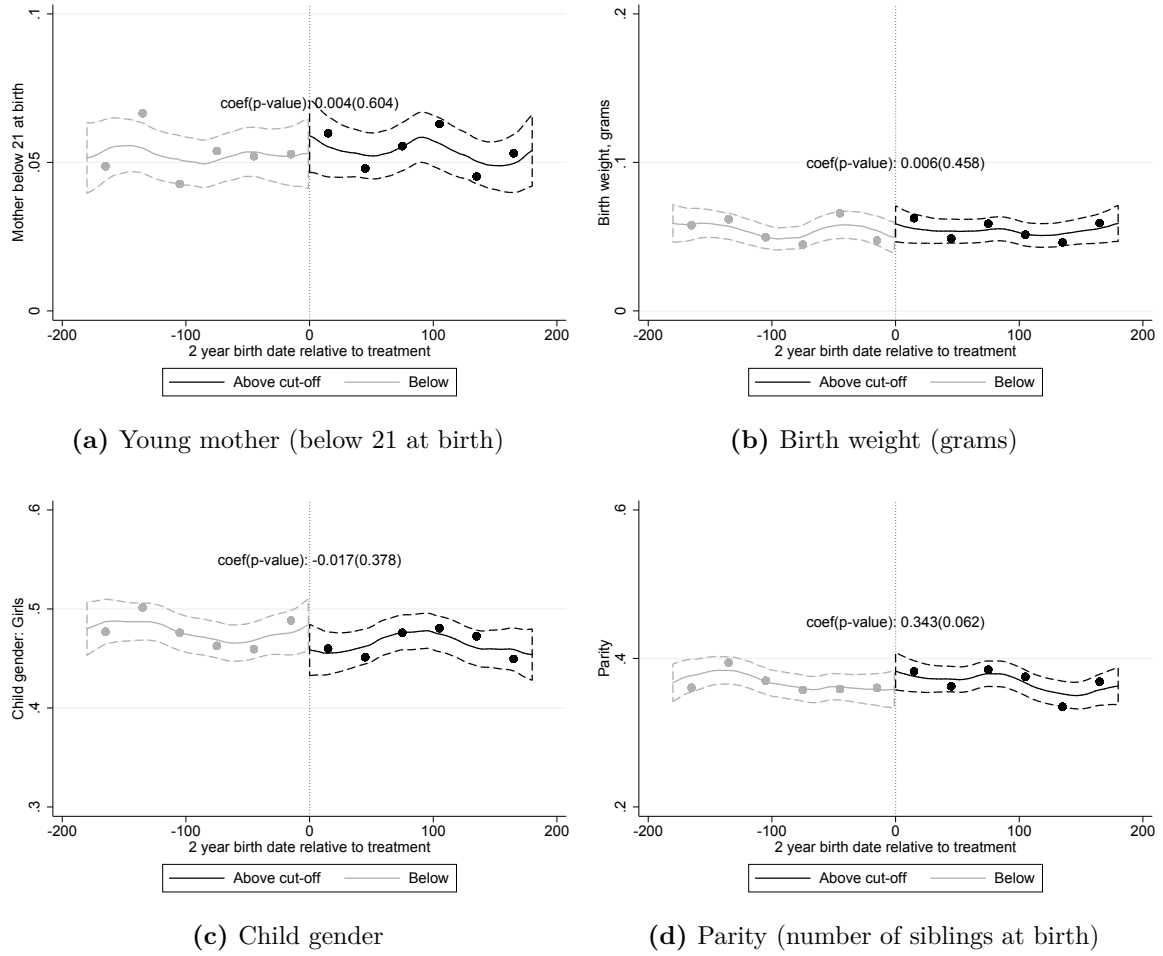 .1
.05
0
Mother below 21 at birth
coef(p-value): 0.004(0.604)
-200 -100 0 100 200
2 year birth date relative to treatment
Above cut-off Below
(a) Young mother (below 21 at birth)
.2
.1
0
Birth weight, grams
coef(p-value): 0.006(0.458)
-200 -100 0 100 200
2 year birth date relative to treatment
Above cut-off Below
(b) Birth weight (grams)
.6
.5
.4
.3
Child gender: Girls
coef(p-value): -0.017(0.378)
-200 -100 0 100 200
2 year birth date relative to treatment
Above cut-off Below
(c) Child gender
.6
.4
.2
Parity
coef(p-value): 0.343(0.062)
-200 -100 0 100 200
2 year birth date relative to treatment
Above cut-off Below
(d) Parity (number of siblings at birth)